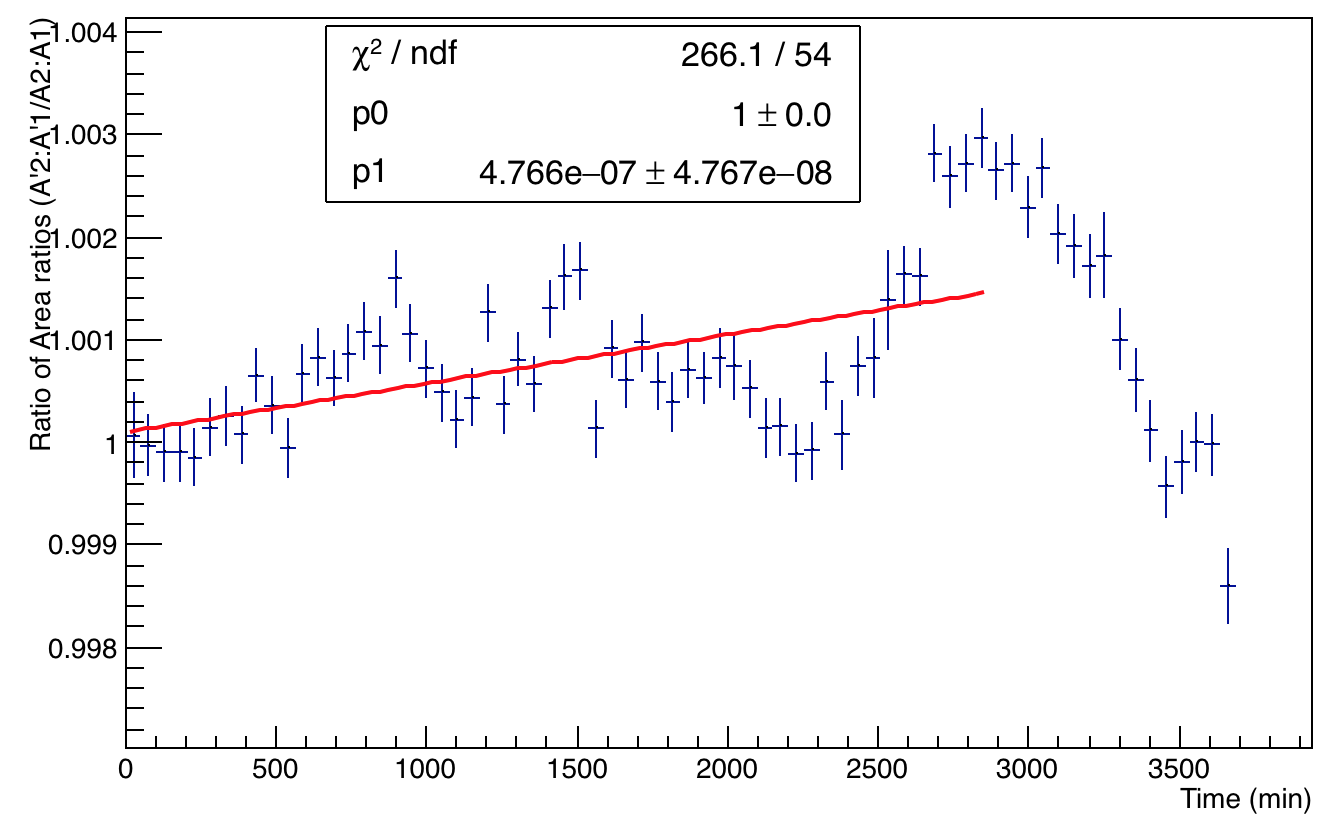 Ratio of Area ratios (A'2:A'1/A2:A1)
1.004
1.003
1.002
1.001
1
0.999
0.998
χ² / ndf 266.1 / 54
p0 1 ± 0.0
p1 4.766e−07 ± 4.767e−08
0 500 1000 1500 2000 2500 3000 3500
Time (min)